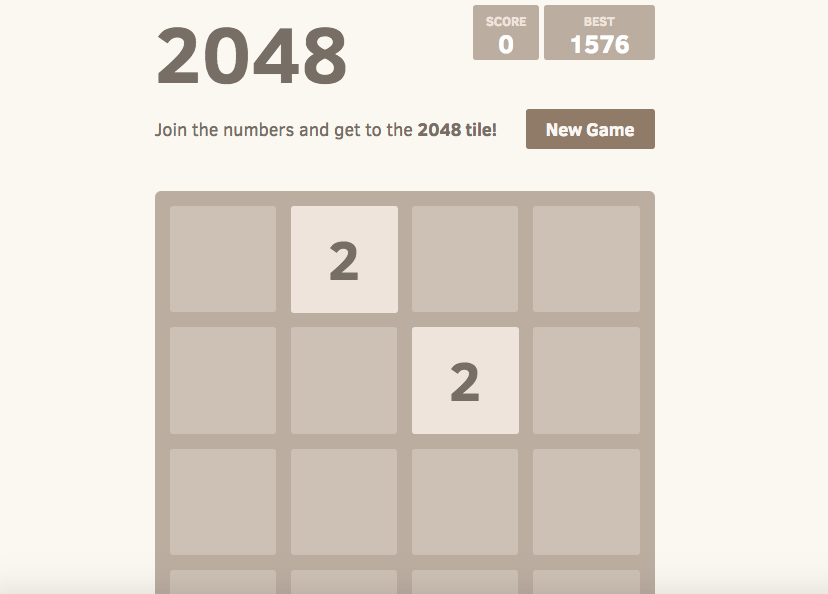 2048
SCORE
0
BEST
1576
Join the numbers and get to the 2048 tile!
New Game
2
2